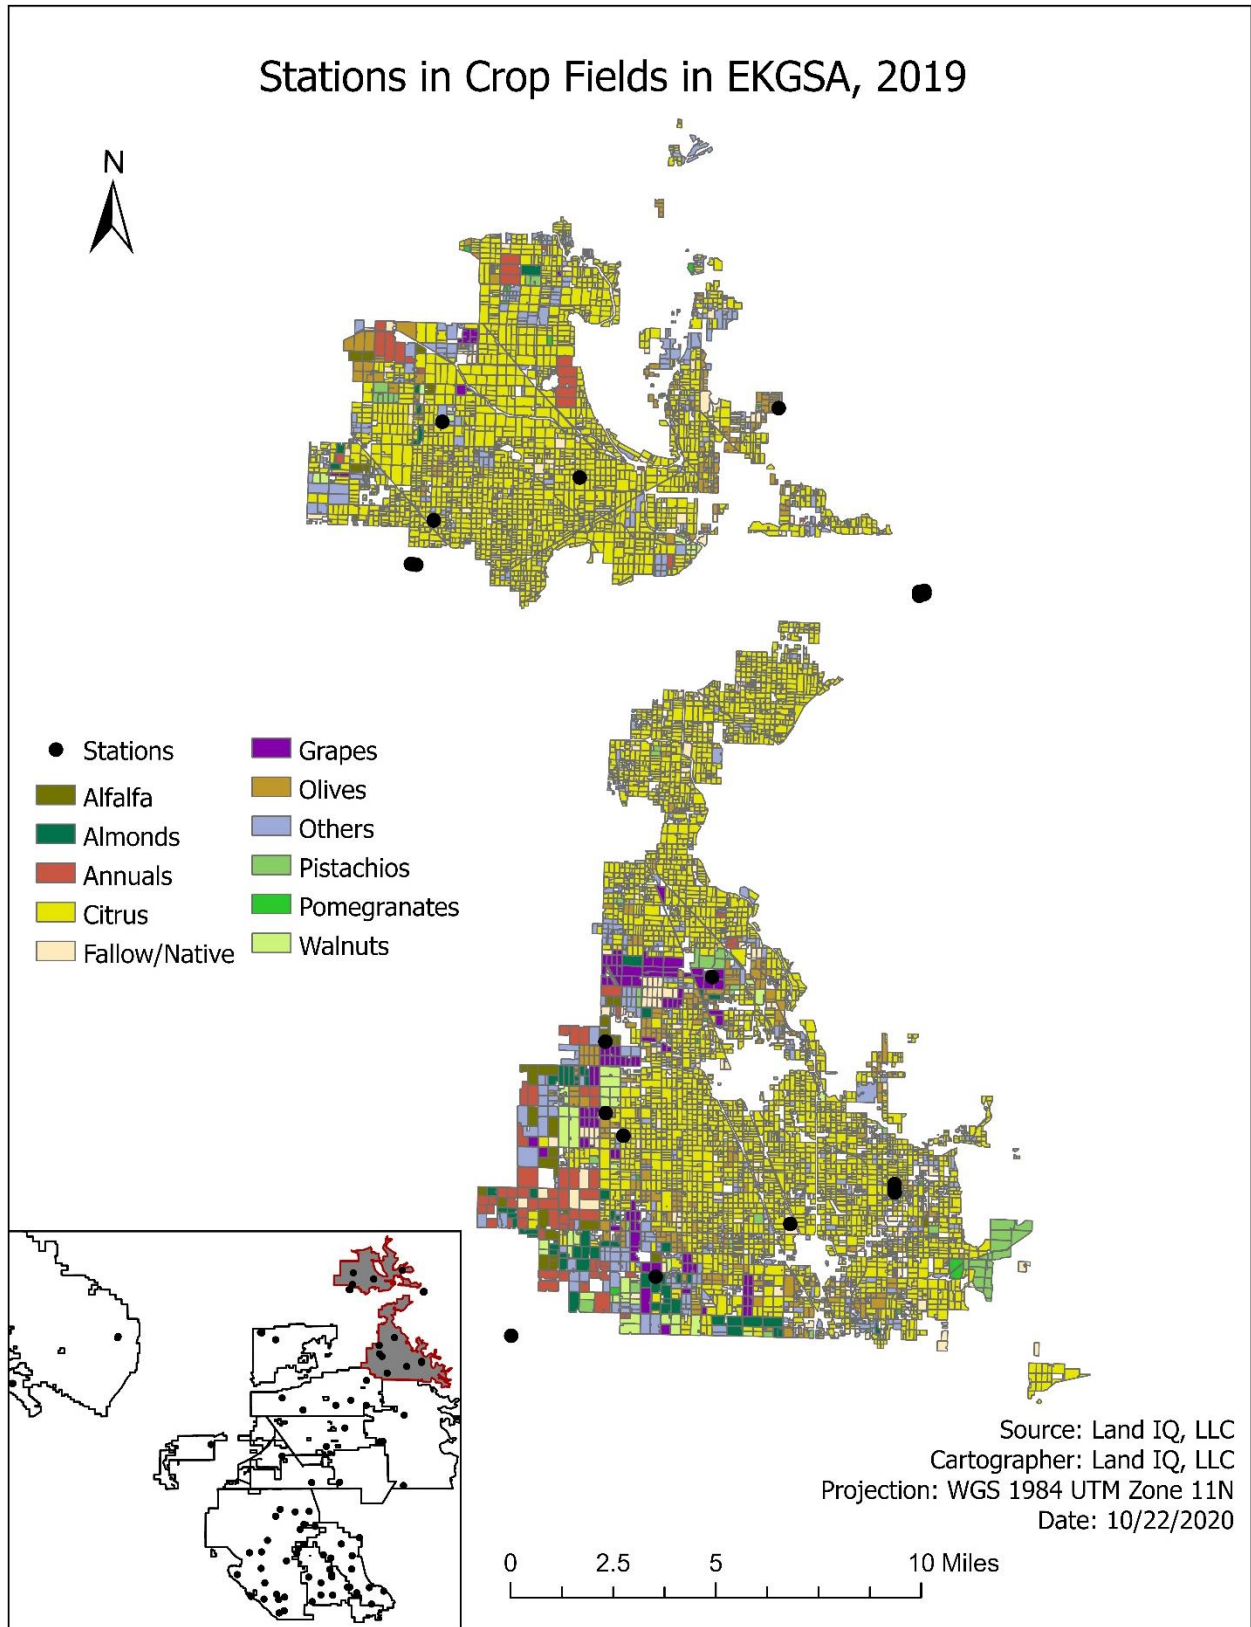 Stations in Crop Fields in EKGSA, 2019
N
Stations
Alfalfa
Almonds
Annuals
Citrus
Fallow/Native
Grapes
Olives
Others
Pistachios
Pomegranates
Walnuts
Source: Land IQ, LLC
Cartographer: Land IQ, LLC
Projection: WGS 1984 UTM Zone 11N
Date: 10/22/2020
0 2.5 5 10 Miles